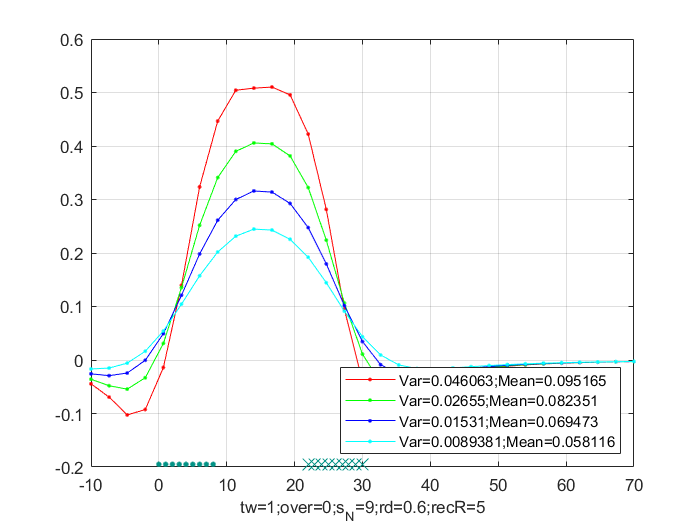 0.6
0.5
0.4
0.3
0.2
0.1
0
-0.1
-0.2
Var=0.046063;Mean=0.095165
Var=0.02655;Mean=0.082351
Var=0.01531;Mean=0.069473
Var=0.0089381;Mean=0.058116
-10 0 10 20 30 40 50 60 70
tw=1;over=0;s_N=9;rd=0.6;recR=5